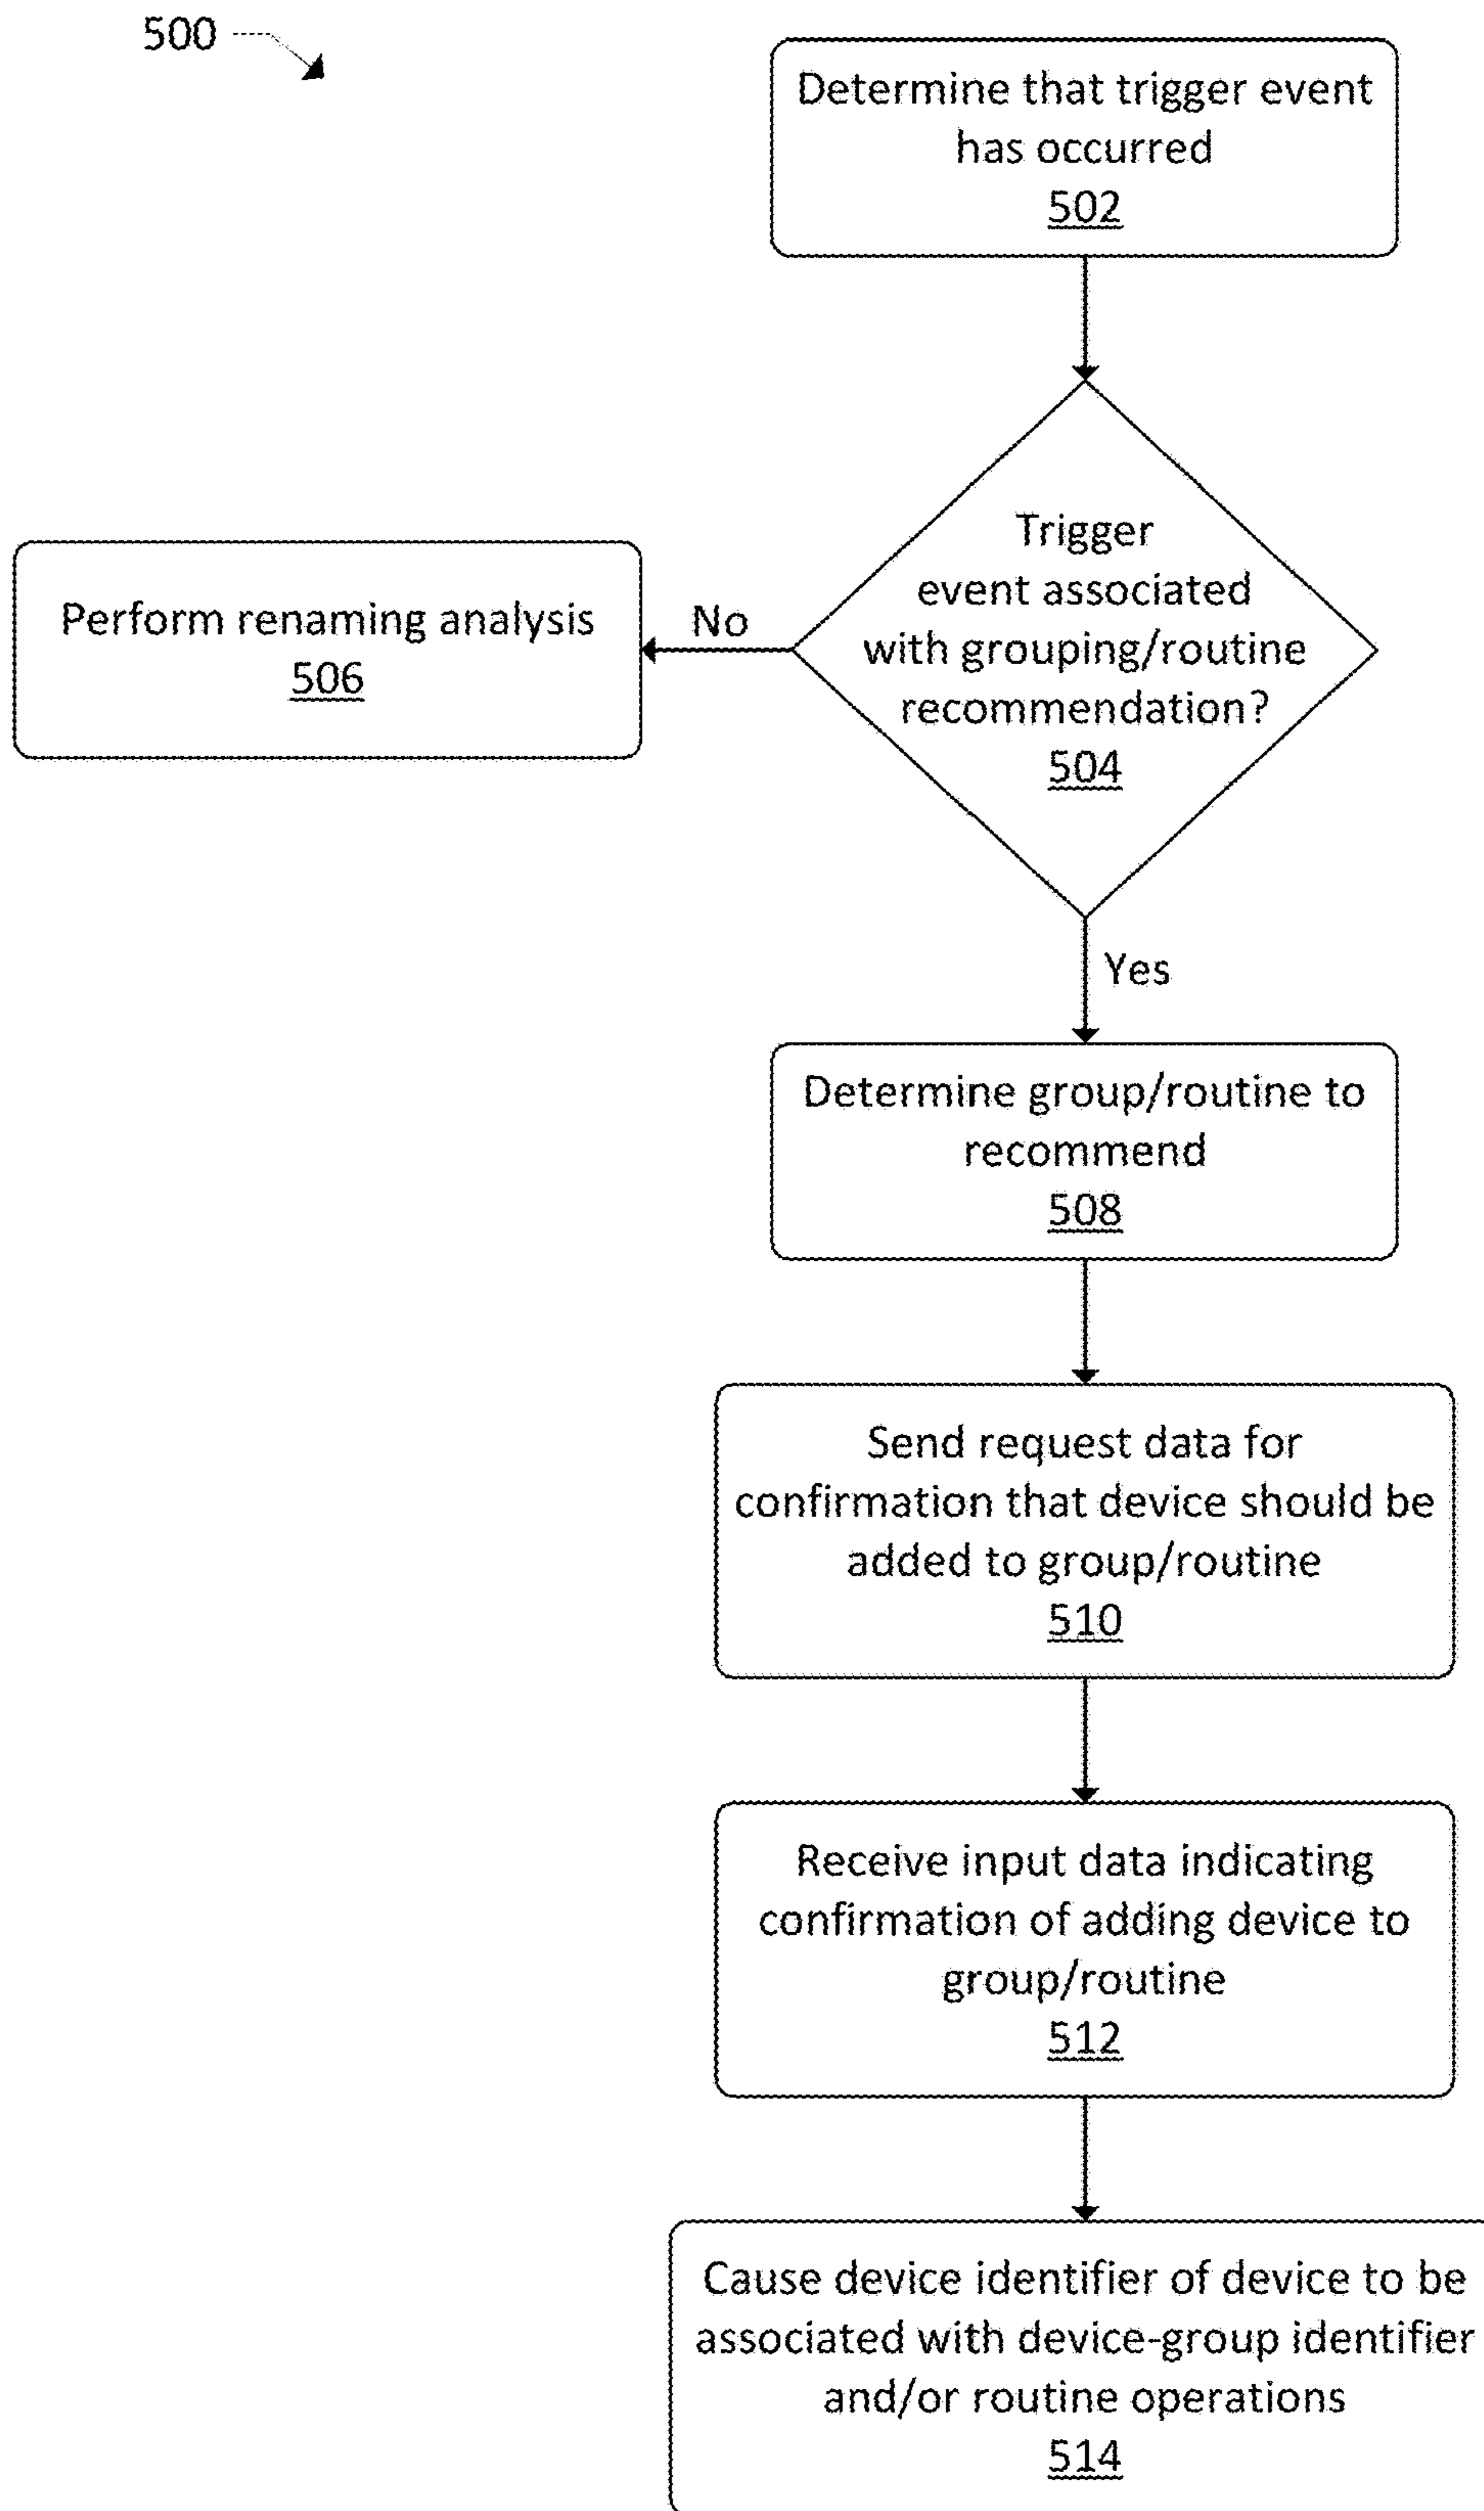 500
Determine that trigger event
has occurred
502
Trigger
event associated
with grouping/routine
recommendation?
504
No
Perform renaming analysis
506
Yes
Determine group/routine to
recommend
508
Send request data for
confirmation that device should be
added to group/routine
510
Receive input data indicating
confirmation of adding device to
group/routine
512
Cause device identifier of device to be
associated with device-group identifier
and/or routine operations
514